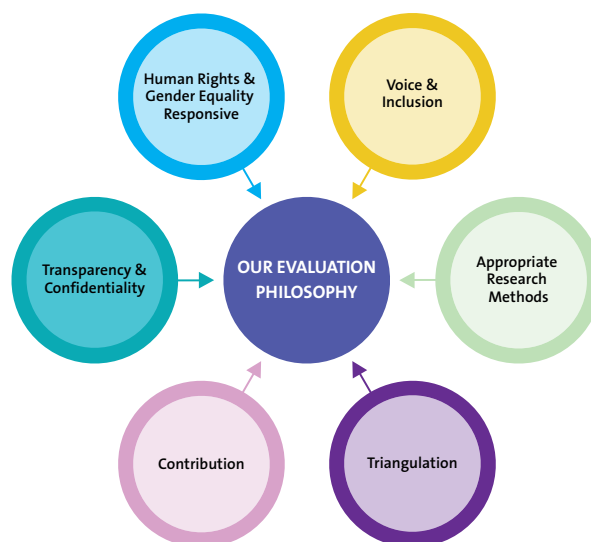 Human Rights &
Gender Equality
Responsive
Voice &
Inclusion
Transparency &
Confidentiality
OUR EVALUATION
PHILOSOPHY
Appropriate
Research
Methods
Contribution
Triangulation